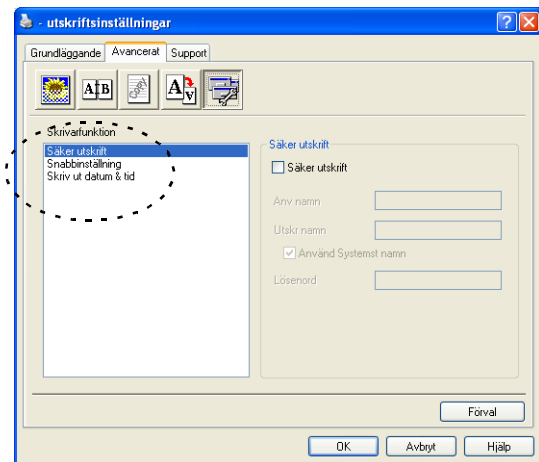 - utskriftsinställningar
Grundläggande Avancerat Support
A B A V
Skrivarfunktion
Säker utskrift
Snabbinställning
Skriv ut datum & tid
Säker utskrift
Säker utskrift
Anv namn
Utskr namn
Använd Systemst namn
Lösenord
Förval
OK Avbryt Hjälp